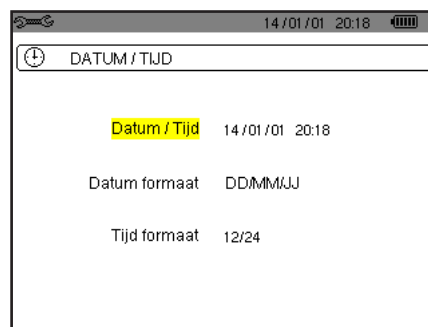 14/01/01 20:18
DATUM / TIJD
Datum / Tijd 14/01/01 20:18
Datum formaat DD/MM/JJ
Tijd formaat 12/24